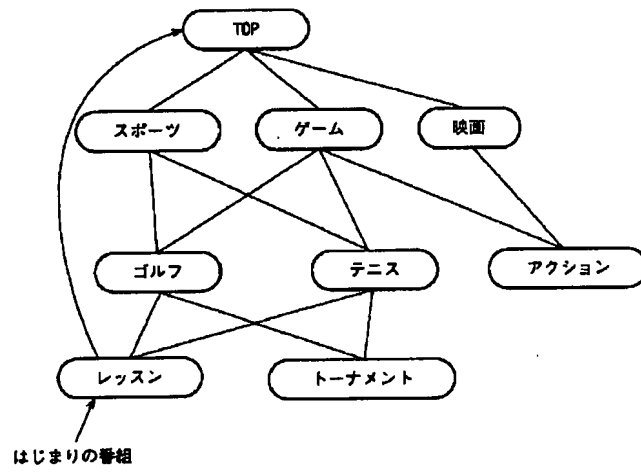 TOP
スポーツ
ゲーム
映画
ゴルフ
テニス
アクション
レッスン
トーナメント
はじまりの番組